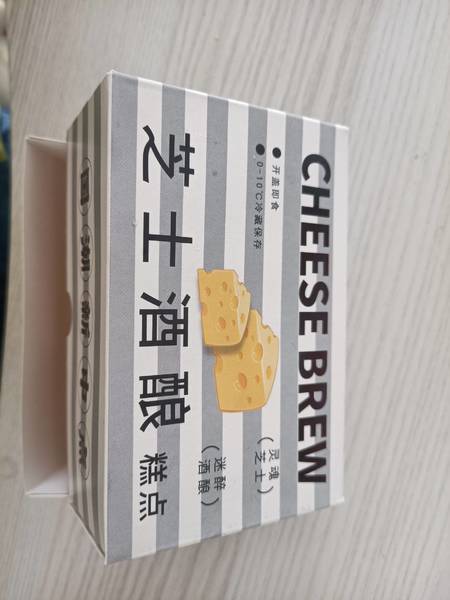 CHEESE BREW
● 开盖即食
● 0-10℃冷藏保存
(灵魂芝士)
(迷醉酒酿)
芝士酒酿 糕点